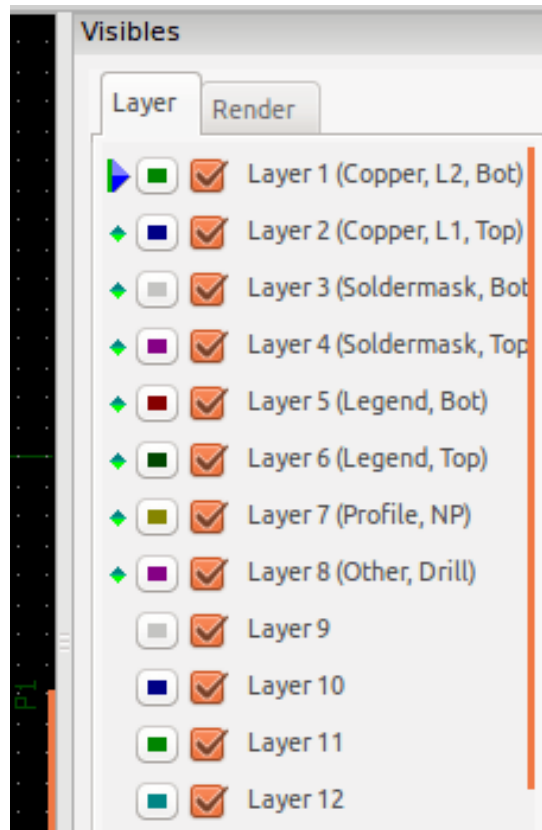 Visibles
Layer Render
Layer 1 (Copper, L2, Bot)
Layer 2 (Copper, L1, Top)
Layer 3 (Soldermask, Bot
Layer 4 (Soldermask, Top
Layer 5 (Legend, Bot)
Layer 6 (Legend, Top)
Layer 7 (Profile, NP)
Layer 8 (Other, Drill)
Layer 9
Layer 10
Layer 11
Layer 12
P1